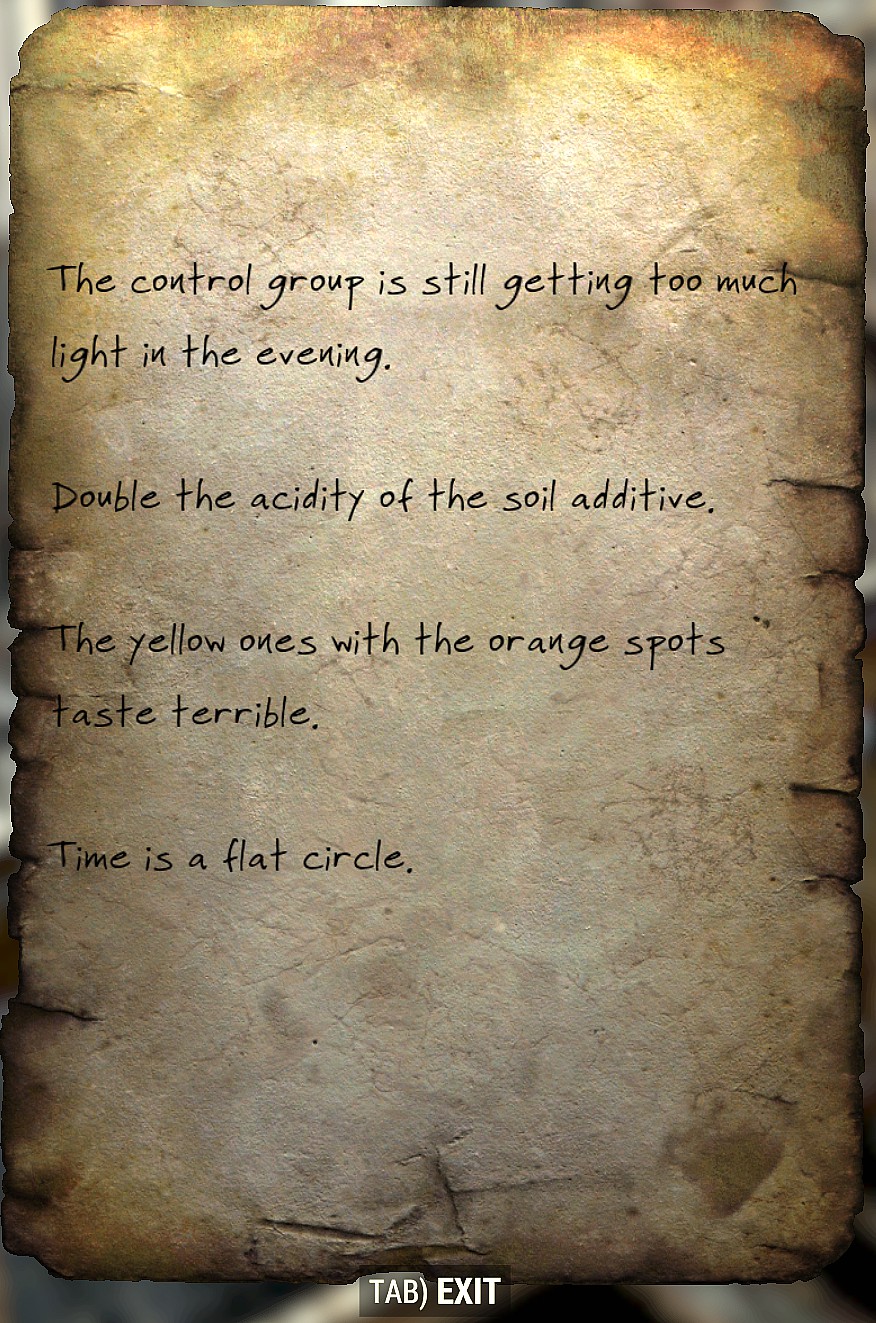 The control group is still getting too much
light in the evening.
Double the acidity of the soil additive.
The yellow ones with the orange spots
taste terrible.
Time is a flat circle.
TAB) EXIT